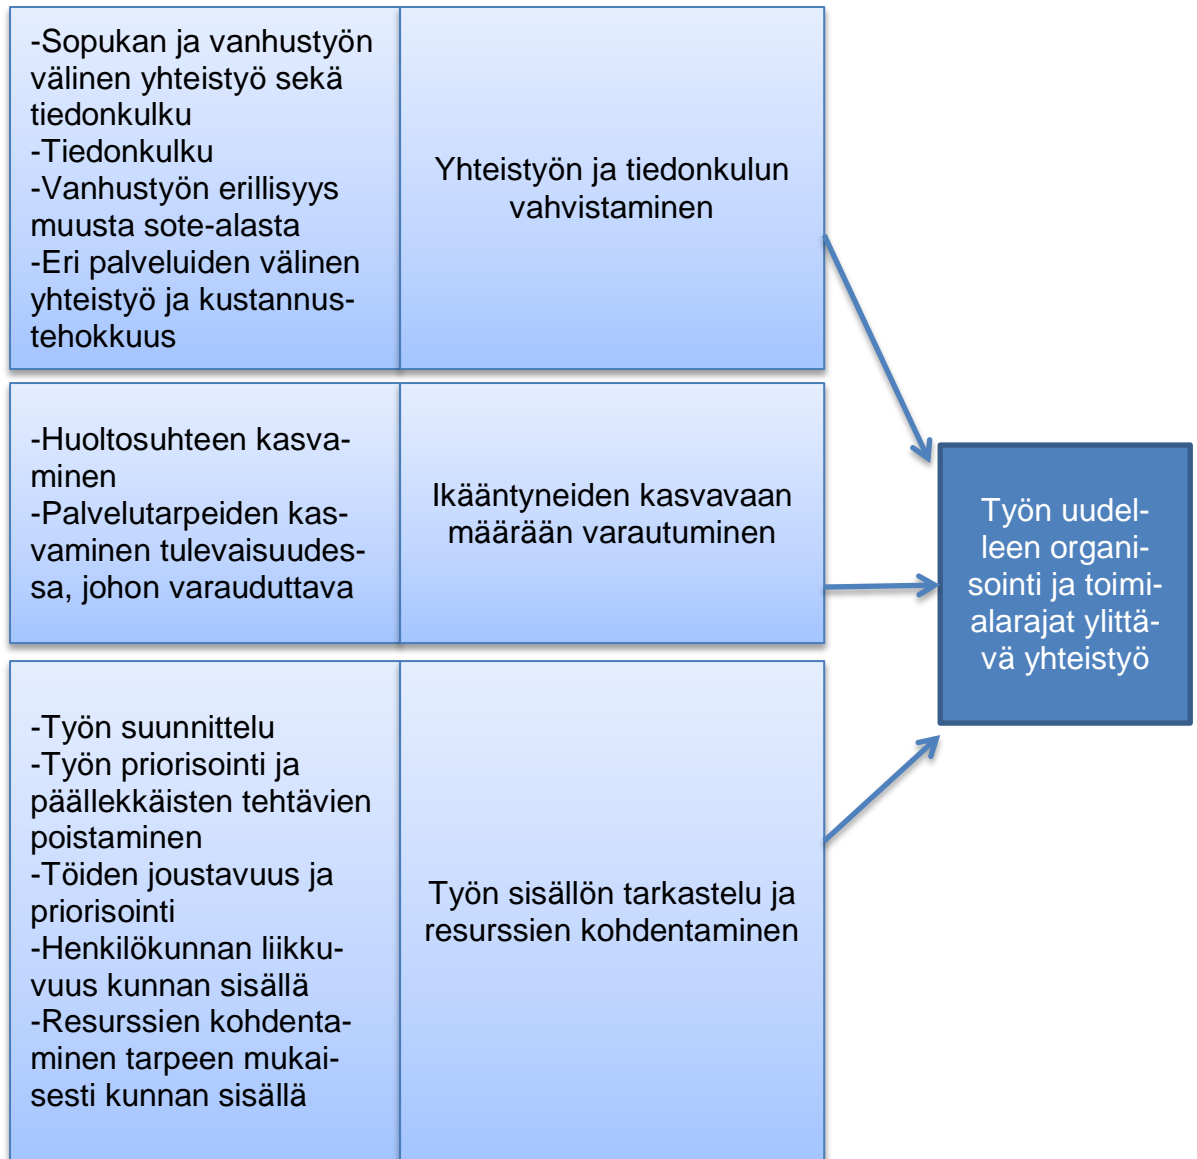 -Sopukan ja vanhustyön
välinen yhteistyö sekä
tiedonkulku
-Tiedonkulku
-Vanhustyön erillisyys
muusta sote-alasta
-Eri palveluiden välinen
yhteistyö ja kustannus-
tehokkuus
Yhteistyön ja tiedonkulun
vahvistaminen
-Huoltosuhteen kasva-
minen
-Palvelutarpeiden kas-
vaminen tulevaisuudes-
sa, johon varauduttava
Ikääntyneiden kasvavaan
määrään varautuminen
-Työn suunnittelu
-Työn priorisointi ja
päällekkäisten tehtävien
poistaminen
-Töiden joustavuus ja
priorisointi
-Henkilökunnan liikku-
vuus kunnan sisällä
-Resurssien kohdenta-
minen tarpeen mukai-
sesti kunnan sisällä
Työn sisällön tarkastelu ja
resurssien kohdentaminen
Työn uudel-
leen organi-
sointi ja toimi-
alarajat ylittä-
vä yhteistyö